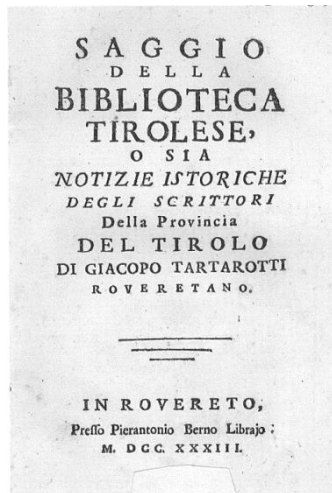 SAGGIO
DELLA
BIBLIOTECA
TIROLESE,
O SIA
NOTIZIE ISTORICHE
DEGLI SCRITTORI
Della Provincia
DEL TIROLO
DI GIACOPO TARTAROTTI
ROVERETANO.
IN ROVERETO,
Preſſo Pierantonio Berno Librajo:
M. DCC. XXXIII.